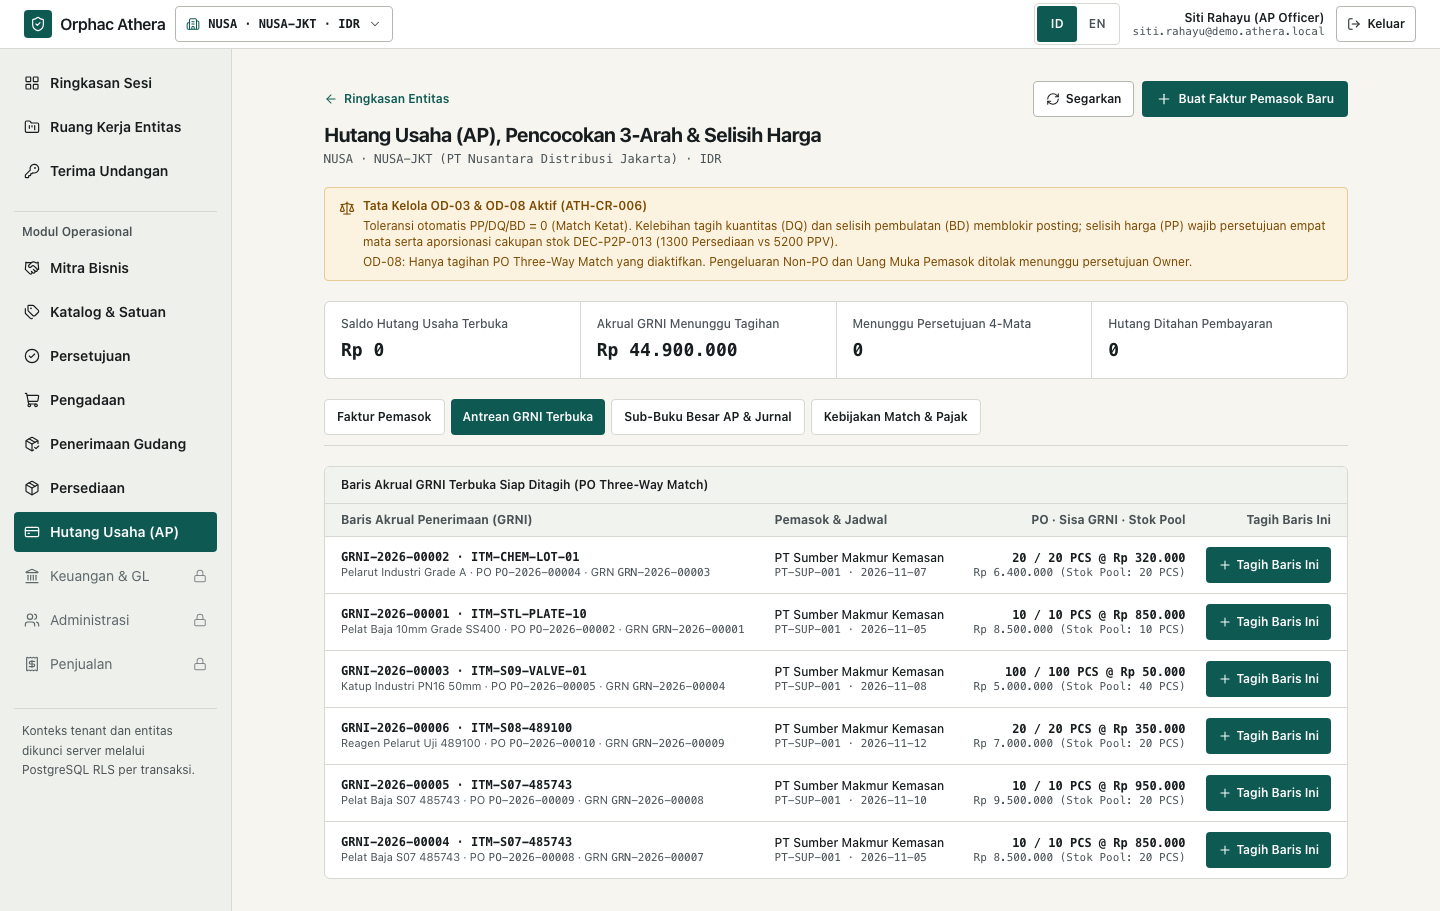 Orphac Athera
NUSA · NUSA-JKT · IDR
ID
EN
Siti Rahayu (AP Officer)
siti.rahayu@demo.athera.local
Keluar
Ringkasan Sesi
Ruang Kerja Entitas
Terima Undangan
Modul Operasional
Mitra Bisnis
Katalog & Satuan
Persetujuan
Pengadaan
Penerimaan Gudang
Persediaan
Hutang Usaha (AP)
Keuangan & GL
Administrasi
Penjualan
Konteks tenant dan entitas
dikunci server melalui
PostgreSQL RLS per transaksi.
Ringkasan Entitas
Segarkan
Buat Faktur Pemasok Baru
Hutang Usaha (AP), Pencocokan 3-Arah & Selisih Harga
NUSA · NUSA-JKT (PT Nusantara Distribusi Jakarta) · IDR
Tata Kelola OD-03 & OD-08 Aktif (ATH-CR-006)
Toleransi otomatis PP/DQ/BD = 0 (Match Ketat). Kelebihan tagih kuantitas (DQ) dan selisih pembulatan (BD) memblokir posting; selisih harga (PP) wajib persetujuan empat
mata serta aporsionasi cakupan stok DEC-P2P-013 (1300 Persediaan vs 5200 PPV).
OD-08: Hanya tagihan PO Three-Way Match yang diaktifkan. Pengeluaran Non-PO dan Uang Muka Pemasok ditolak menunggu persetujuan Owner.
Saldo Hutang Usaha Terbuka
Rp 0
Akrual GRNI Menunggu Tagihan
Rp 44.900.000
Menunggu Persetujuan 4-Mata
0
Hutang Ditahan Pembayaran
0
Faktur Pemasok
Antrean GRNI Terbuka
Sub-Buku Besar AP & Jurnal
Kebijakan Match & Pajak
Baris Akrual GRNI Terbuka Siap Ditagih (PO Three-Way Match)
Baris Akrual Penerimaan (GRNI)
Pemasok & Jadwal
PO · Sisa GRNI · Stok Pool
Tagih Baris Ini
GRNI-2026-00002 · ITM-CHEM-LOT-01
Pelarut Industri Grade A · PO PO-2026-00004 · GRN GRN-2026-00003
PT Sumber Makmur Kemasan
PT-SUP-001 · 2026-11-07
20 / 20 PCS @ Rp 320.000
Rp 6.400.000 (Stok Pool: 20 PCS)
Tagih Baris Ini
GRNI-2026-00001 · ITM-STL-PLATE-10
Pelat Baja 10mm Grade SS400 · PO PO-2026-00002 · GRN GRN-2026-00001
PT Sumber Makmur Kemasan
PT-SUP-001 · 2026-11-05
10 / 10 PCS @ Rp 850.000
Rp 8.500.000 (Stok Pool: 10 PCS)
Tagih Baris Ini
GRNI-2026-00003 · ITM-S09-VALVE-01
Katup Industri PN16 50mm · PO PO-2026-00005 · GRN GRN-2026-00004
PT Sumber Makmur Kemasan
PT-SUP-001 · 2026-11-08
100 / 100 PCS @ Rp 50.000
Rp 5.000.000 (Stok Pool: 40 PCS)
Tagih Baris Ini
GRNI-2026-00006 · ITM-S08-489100
Reagen Pelarut Uji 489100 · PO PO-2026-00010 · GRN GRN-2026-00009
PT Sumber Makmur Kemasan
PT-SUP-001 · 2026-11-12
20 / 20 PCS @ Rp 350.000
Rp 7.000.000 (Stok Pool: 20 PCS)
Tagih Baris Ini
GRNI-2026-00005 · ITM-S07-485743
Pelat Baja S07 485743 · PO PO-2026-00009 · GRN GRN-2026-00008
PT Sumber Makmur Kemasan
PT-SUP-001 · 2026-11-10
10 / 10 PCS @ Rp 950.000
Rp 9.500.000 (Stok Pool: 20 PCS)
Tagih Baris Ini
GRNI-2026-00004 · ITM-S07-485743
Pelat Baja S07 485743 · PO PO-2026-00008 · GRN GRN-2026-00007
PT Sumber Makmur Kemasan
PT-SUP-001 · 2026-11-05
10 / 10 PCS @ Rp 850.000
Rp 8.500.000 (Stok Pool: 20 PCS)
Tagih Baris Ini